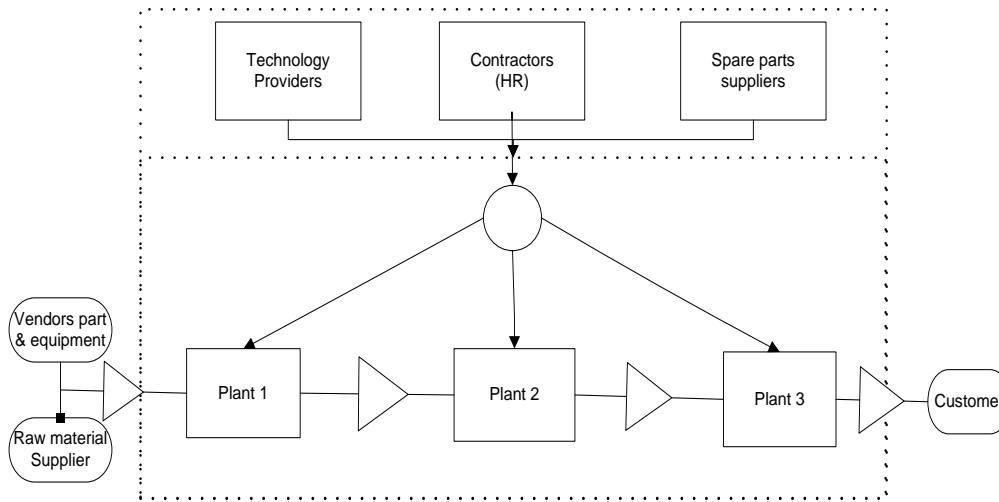 Technology
Providers
Contractors
(HR)
Spare parts
suppliers
Vendors part
& equipment
Raw material
Supplier
Plant 1
Plant 2
Plant 3
Custome